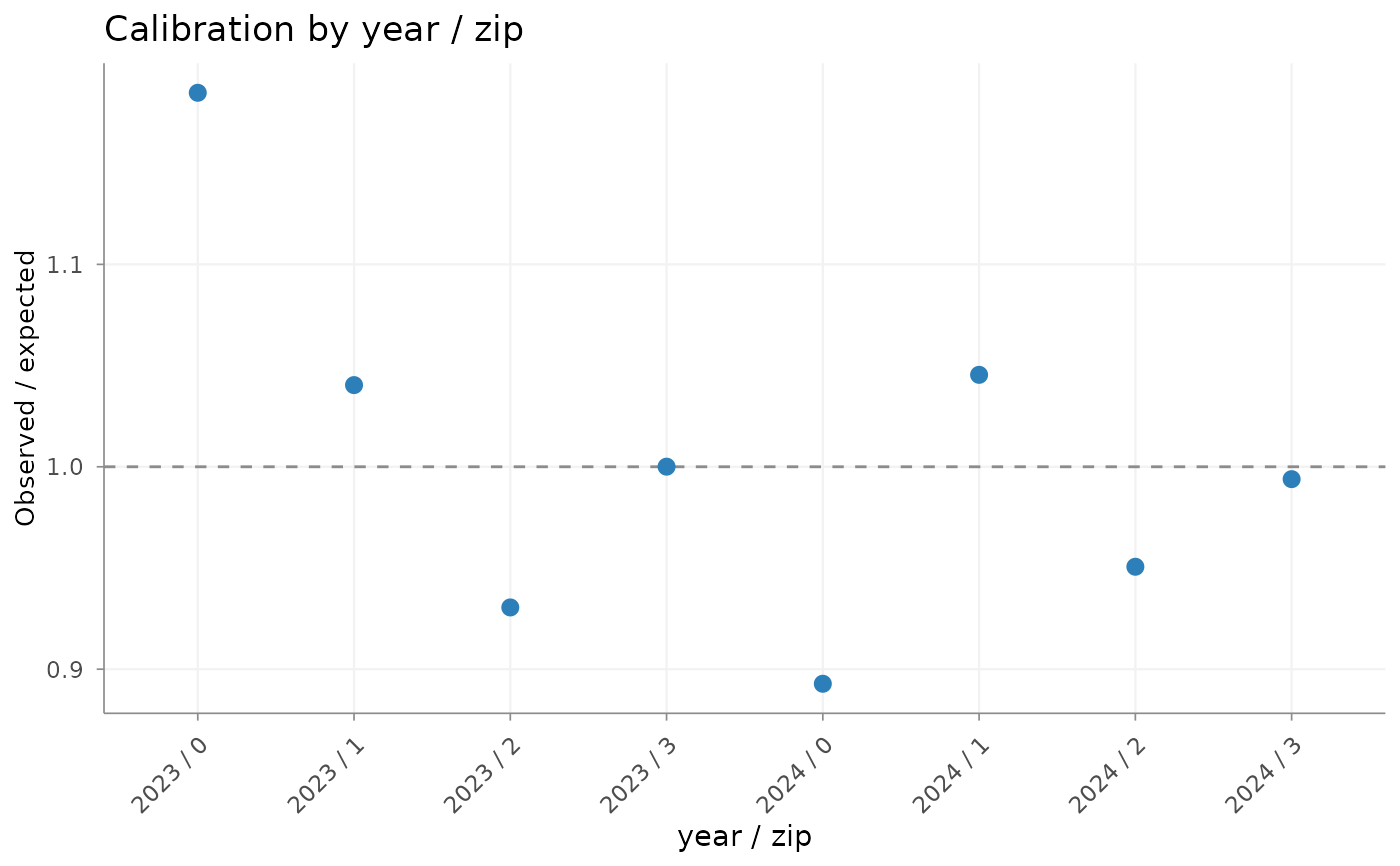 Calibration by year / zip
Observed / expected
1.1
1.0
0.9
2023 / 0
2023 / 1
2023 / 2
2023 / 3
2024 / 0
2024 / 1
2024 / 2
2024 / 3
year / zip